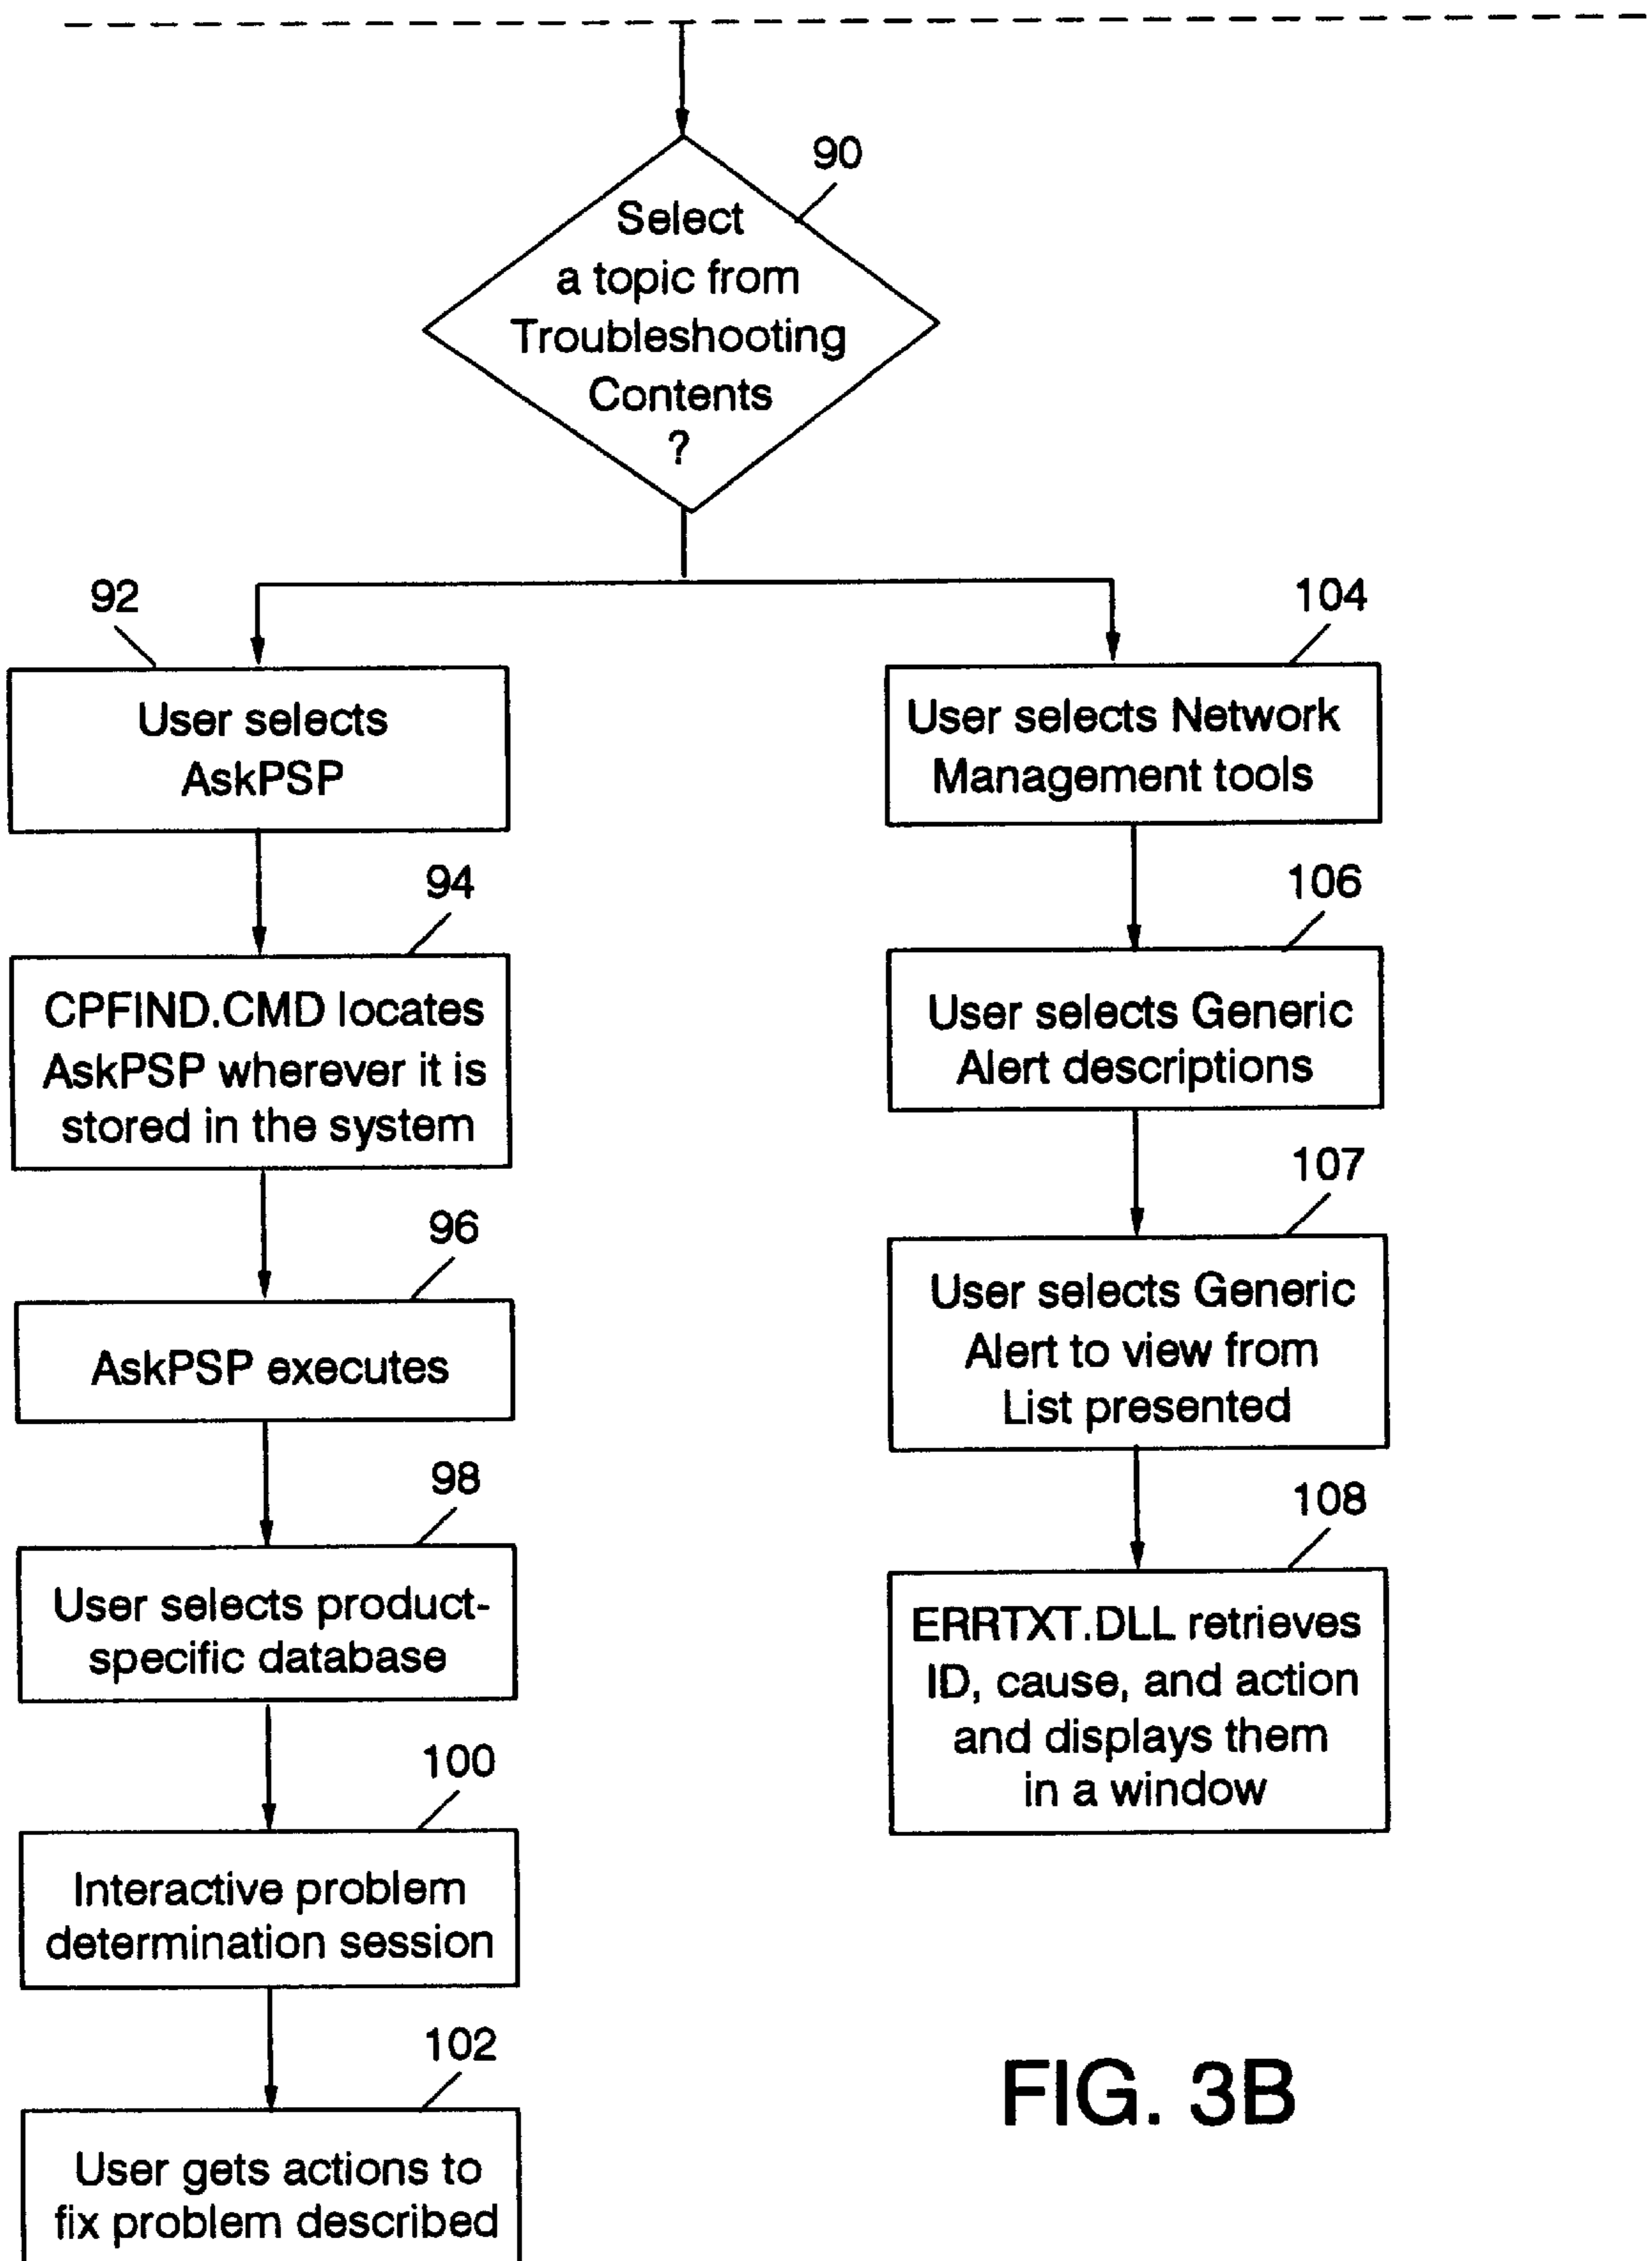 90
Select
a topic from
Troubleshooting
Contents
?
92
User selects
AskPSP
94
CPFIND.CMD locates
AskPSP wherever it is
stored in the system
96
AskPSP executes
98
User selects product-
specific database
100
Interactive problem
determination session
102
User gets actions to
fix problem described
104
User selects Network
Management tools
106
User selects Generic
Alert descriptions
107
User selects Generic
Alert to view from
List presented
108
ERRTXT.DLL retrieves
ID, cause, and action
and displays them
in a window
FIG. 3B